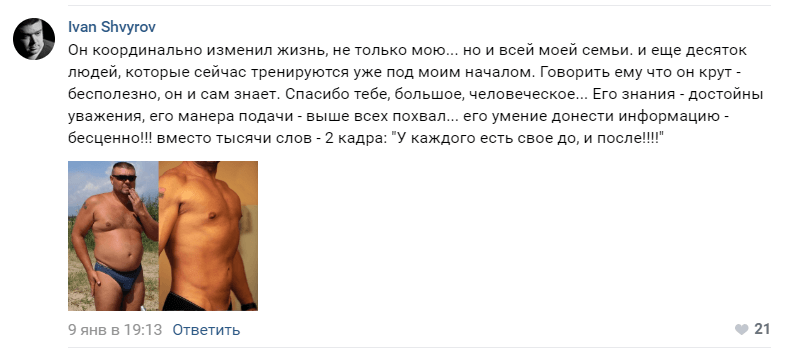 Ivan Shvyrov
Он координально изменил жизнь, не только мою... но и всей моей семьи. и еще десяток
людей, которые сейчас тренируются уже под моим началом. Говорить ему что он крут -
бесполезно, он и сам знает. Спасибо тебе, большое, человеческое... Его знания - достойны
уважения, его манера подачи - выше всех похвал... его умение донести информацию -
бесценно!!! вместо тысячи слов - 2 кадра: "У каждого есть свое до, и после!!!!"
9 янв в 19:13 Ответить 21